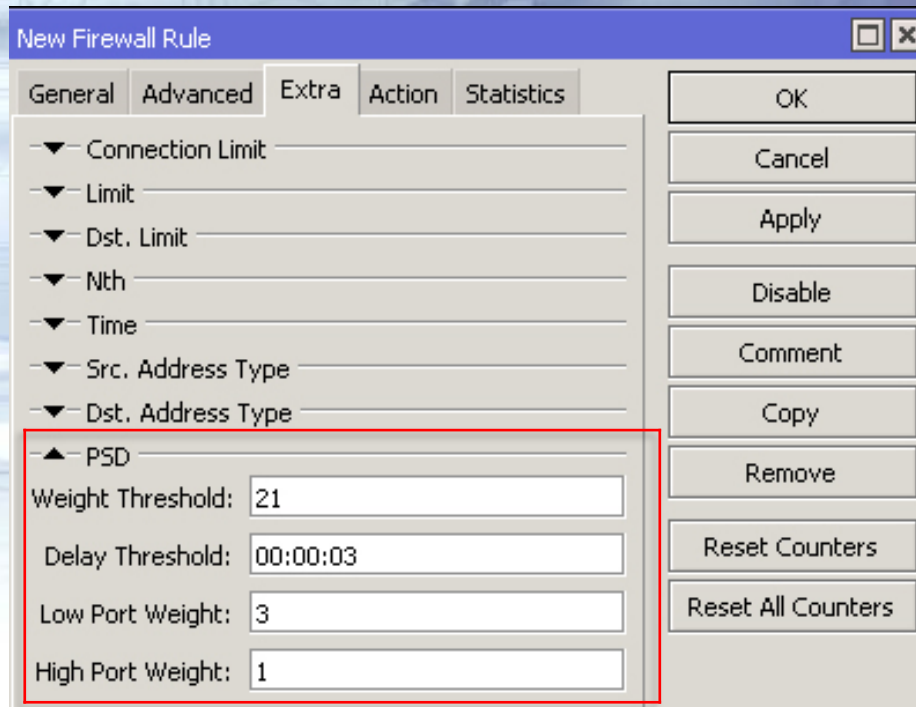 New Firewall Rule
General Advanced Extra Action Statistics
Connection Limit
Limit
Dst. Limit
Nth
Time
Src. Address Type
Dst. Address Type
PSD
Weight Threshold: 21
Delay Threshold: 00:00:03
Low Port Weight: 3
High Port Weight: 1
OK
Cancel
Apply
Disable
Comment
Copy
Remove
Reset Counters
Reset All Counters